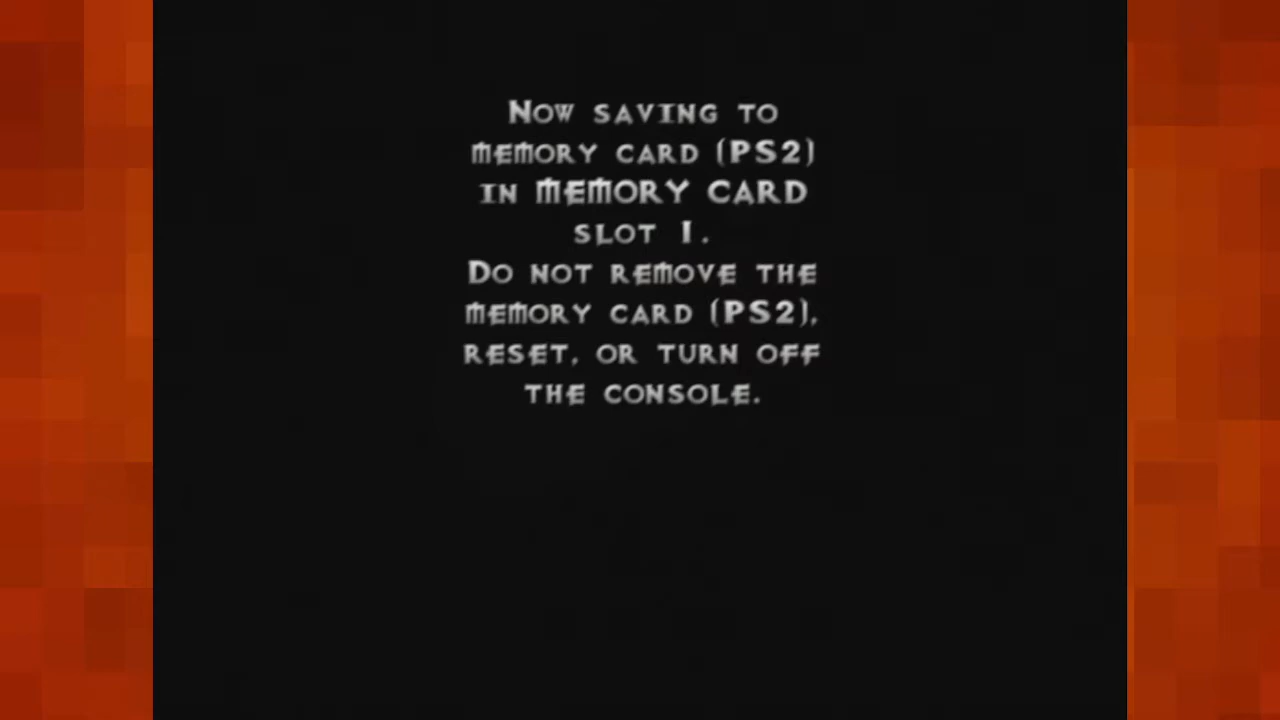 Now saving to
memory card (PS2)
in MEMORY CARD
slot 1.
Do not remove the
memory card (PS2),
reset, or turn off
the console.